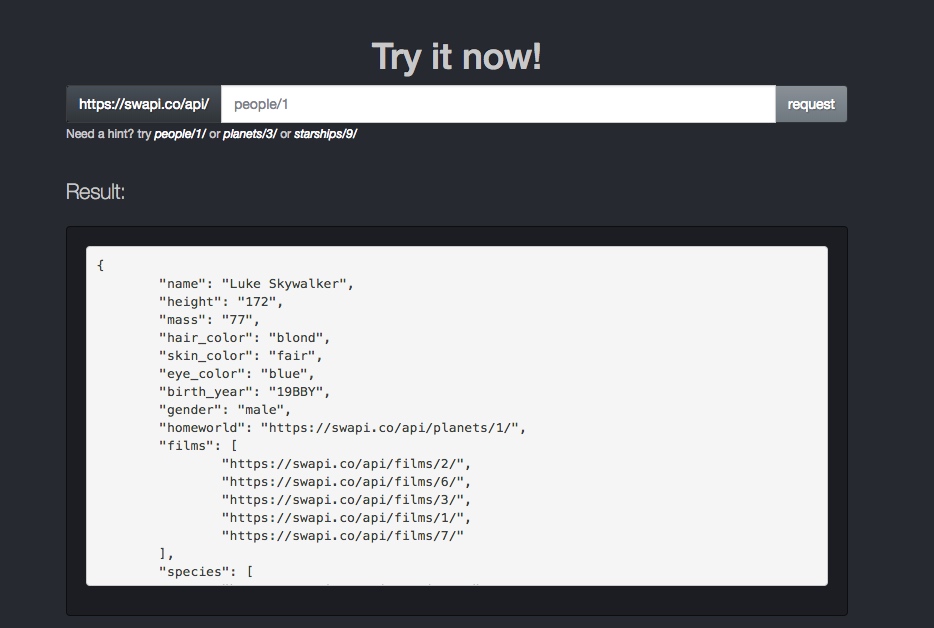 Try it now!
https://swapi.co/api/ people/1 request
Need a hint? try people/1/ or planets/3/ or starships/9/
Result:
{
"name": "Luke Skywalker",
"height": "172",
"mass": "77",
"hair_color": "blond",
"skin_color": "fair",
"eye_color": "blue",
"birth_year": "19BBY",
"gender": "male",
"homeworld": "https://swapi.co/api/planets/1/",
"films": [
"https://swapi.co/api/films/2/",
"https://swapi.co/api/films/6/",
"https://swapi.co/api/films/3/",
"https://swapi.co/api/films/1/",
"https://swapi.co/api/films/7/"
],
"species": [